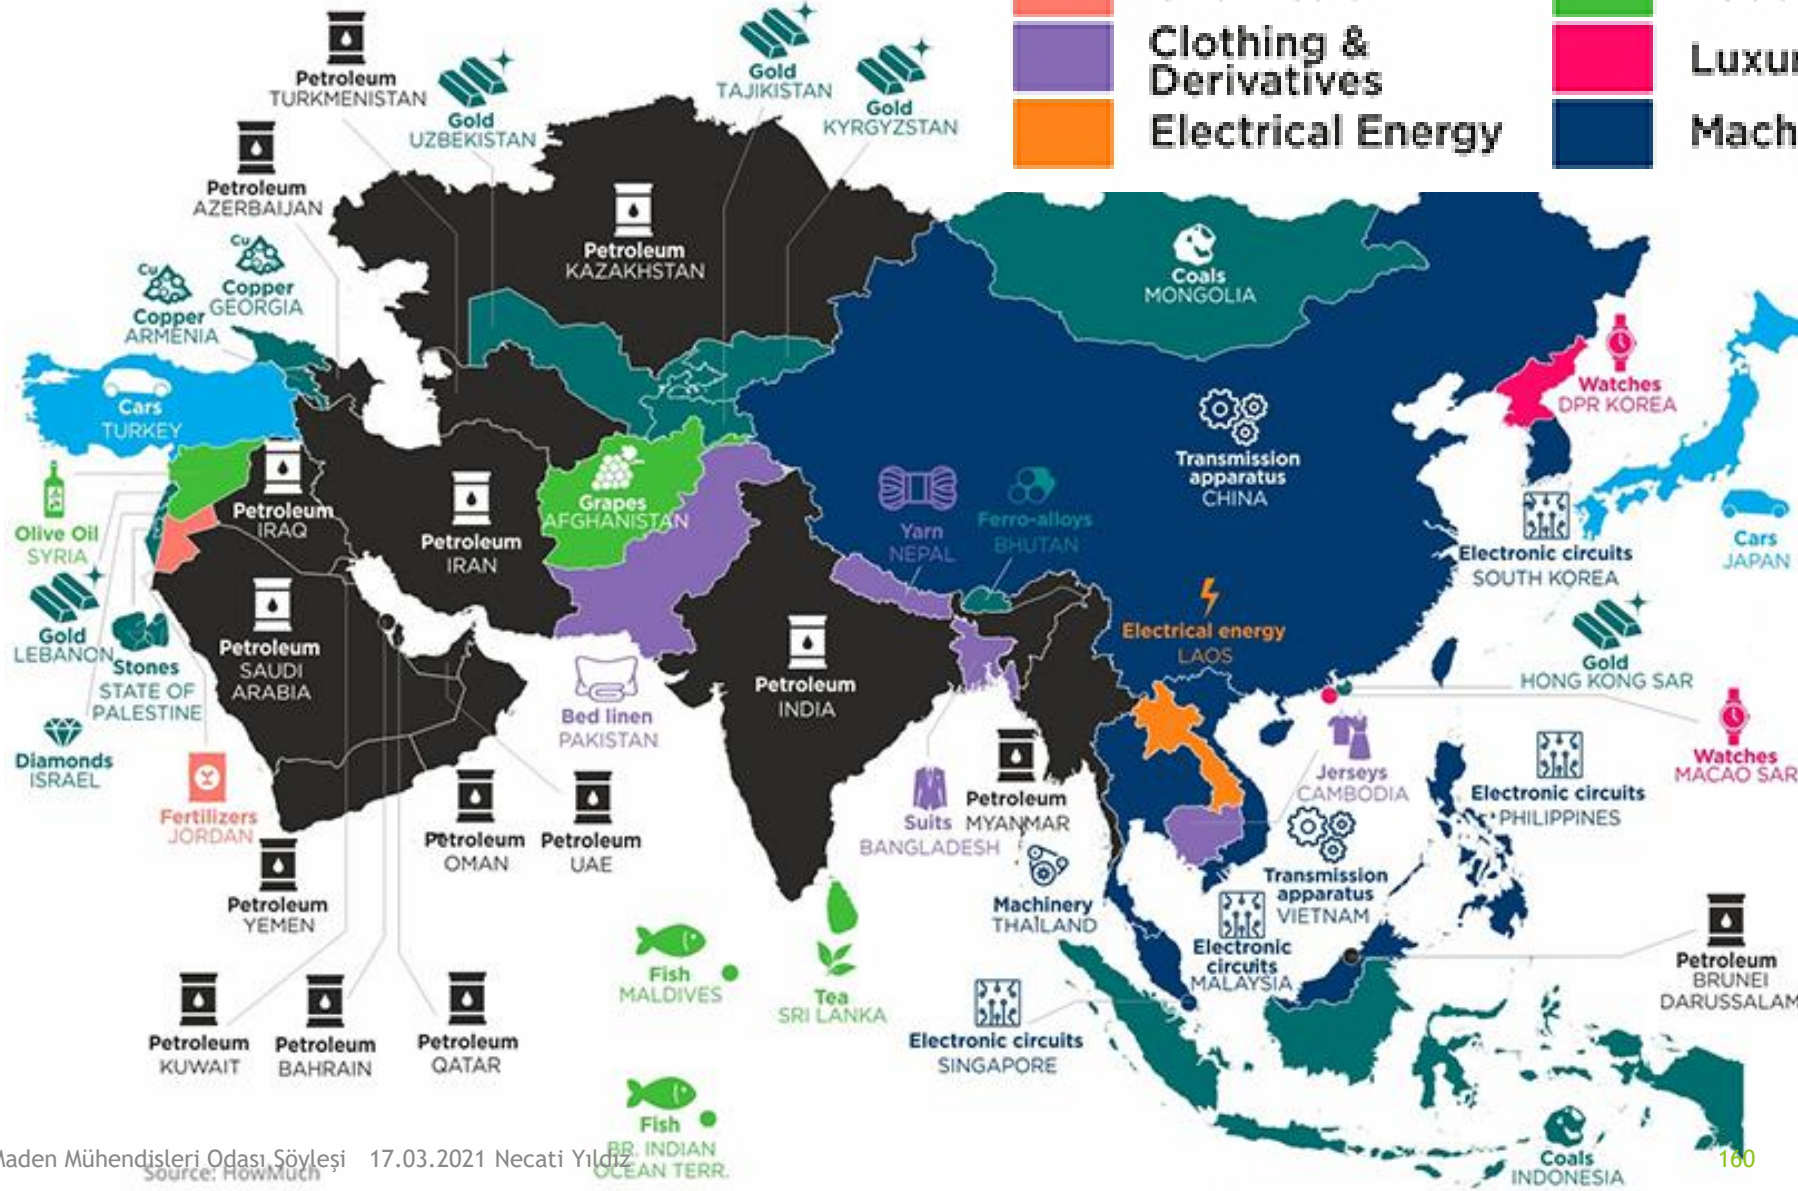 Clothing &
Derivatives
Electrical Energy
Petroleum
TURKMENISTAN
Gold
UZBEKISTAN
Gold
TAJIKISTAN
Gold
KYRGYZSTAN
Petroleum
AZERBAIJAN
Petroleum
KAZAKHSTAN
Cu
Copper
GEORGIA
Cu
Copper
ARMENIA
Coals
MONGOLIA
Cars
TURKEY
Watches
DPR KOREA
Transmission
apparatus
CHINA
Olive Oil
SYRIA
Petroleum
IRAQ
Petroleum
IRAN
Grapes
AFGHANISTAN
Yarn
NEPAL
Ferro-alloys
BHUTAN
Electronic circuits
SOUTH KOREA
Cars
JAPAN
Gold
LEBANON
Stones
STATE OF
PALESTINE
Petroleum
SAUDI
ARABIA
Electrical energy
LAOS
Gold
HONG KONG SAR
Diamonds
ISRAEL
Bed linen
PAKISTAN
Petroleum
INDIA
Watches
MACAO SAR
Fertilizers
JORDAN
Petroleum
OMAN
Petroleum
UAE
Suits
BANGLADESH
Petroleum
MYANMAR
Jerseys
CAMBODIA
Electronic circuits
PHILIPPINES
Petroleum
YEMEN
Machinery
THAILAND
Transmission
apparatus
VIETNAM
Electronic
circuits
MALAYSIA
Fish
MALDIVES
Tea
SRI LANKA
Petroleum
BRUNEI
DARUSSALAM
Petroleum
KUWAIT
Petroleum
BAHRAIN
Petroleum
QATAR
Electronic circuits
SINGAPORE
Fish
BR. INDIAN
OCEAN TERR.
Coals
INDONESIA
Maden Mühendisleri Odası Söyleşi 17.03.2021 Necati Yıldız
Source: HowMuch
160